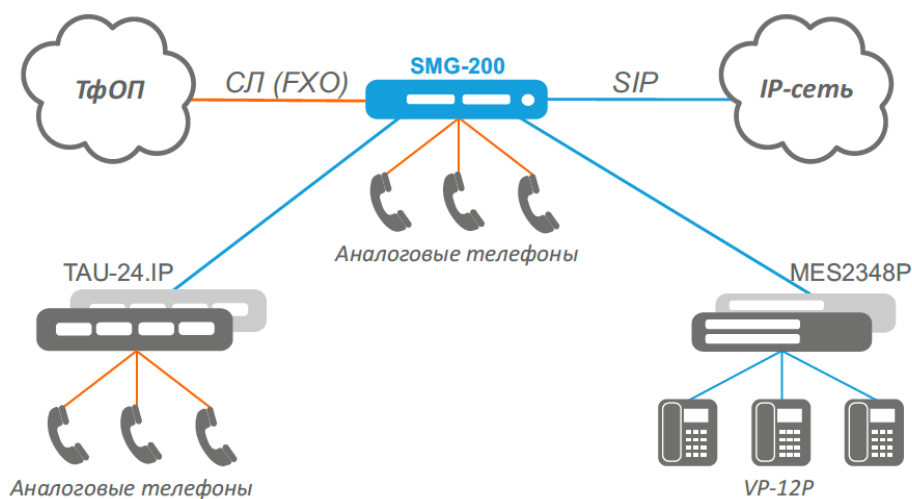 SMG-200
ТфОП
СЛ (FXO)
SIP
IP-сеть
Аналоговые телефоны
TAU-24.IP
MES2348P
Аналоговые телефоны
VP-12P